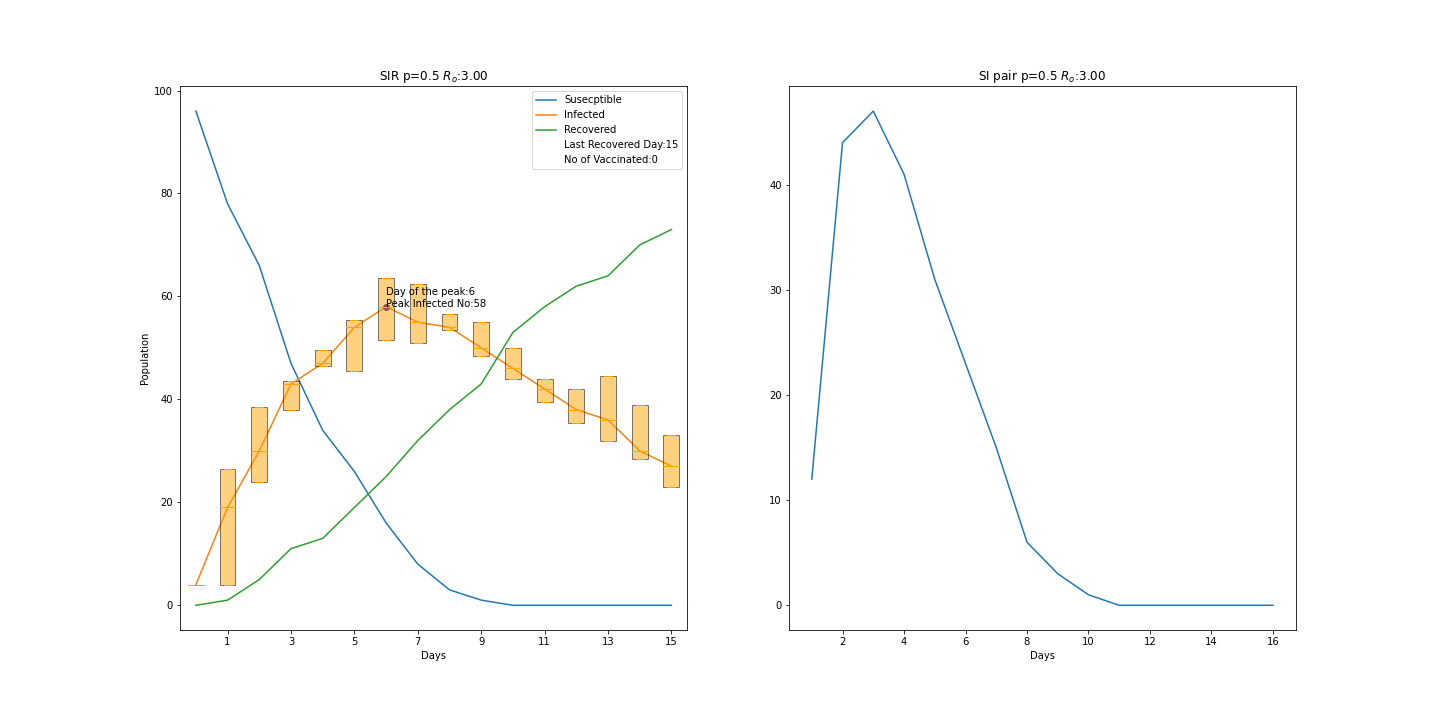 SIR p=0.5 Rₒ:3.00
100
80
60
40
20
0
Population
Susecptible
Infected
Recovered
Last Recovered Day:15
No of Vaccinated:0
Day of the peak:6
Peak Infected No:58
1 3 5 7 9 11 13 15
Days
SI pair p=0.5 Rₒ:3.00
40
30
20
10
0
2 4 6 8 10 12 14 16
Days